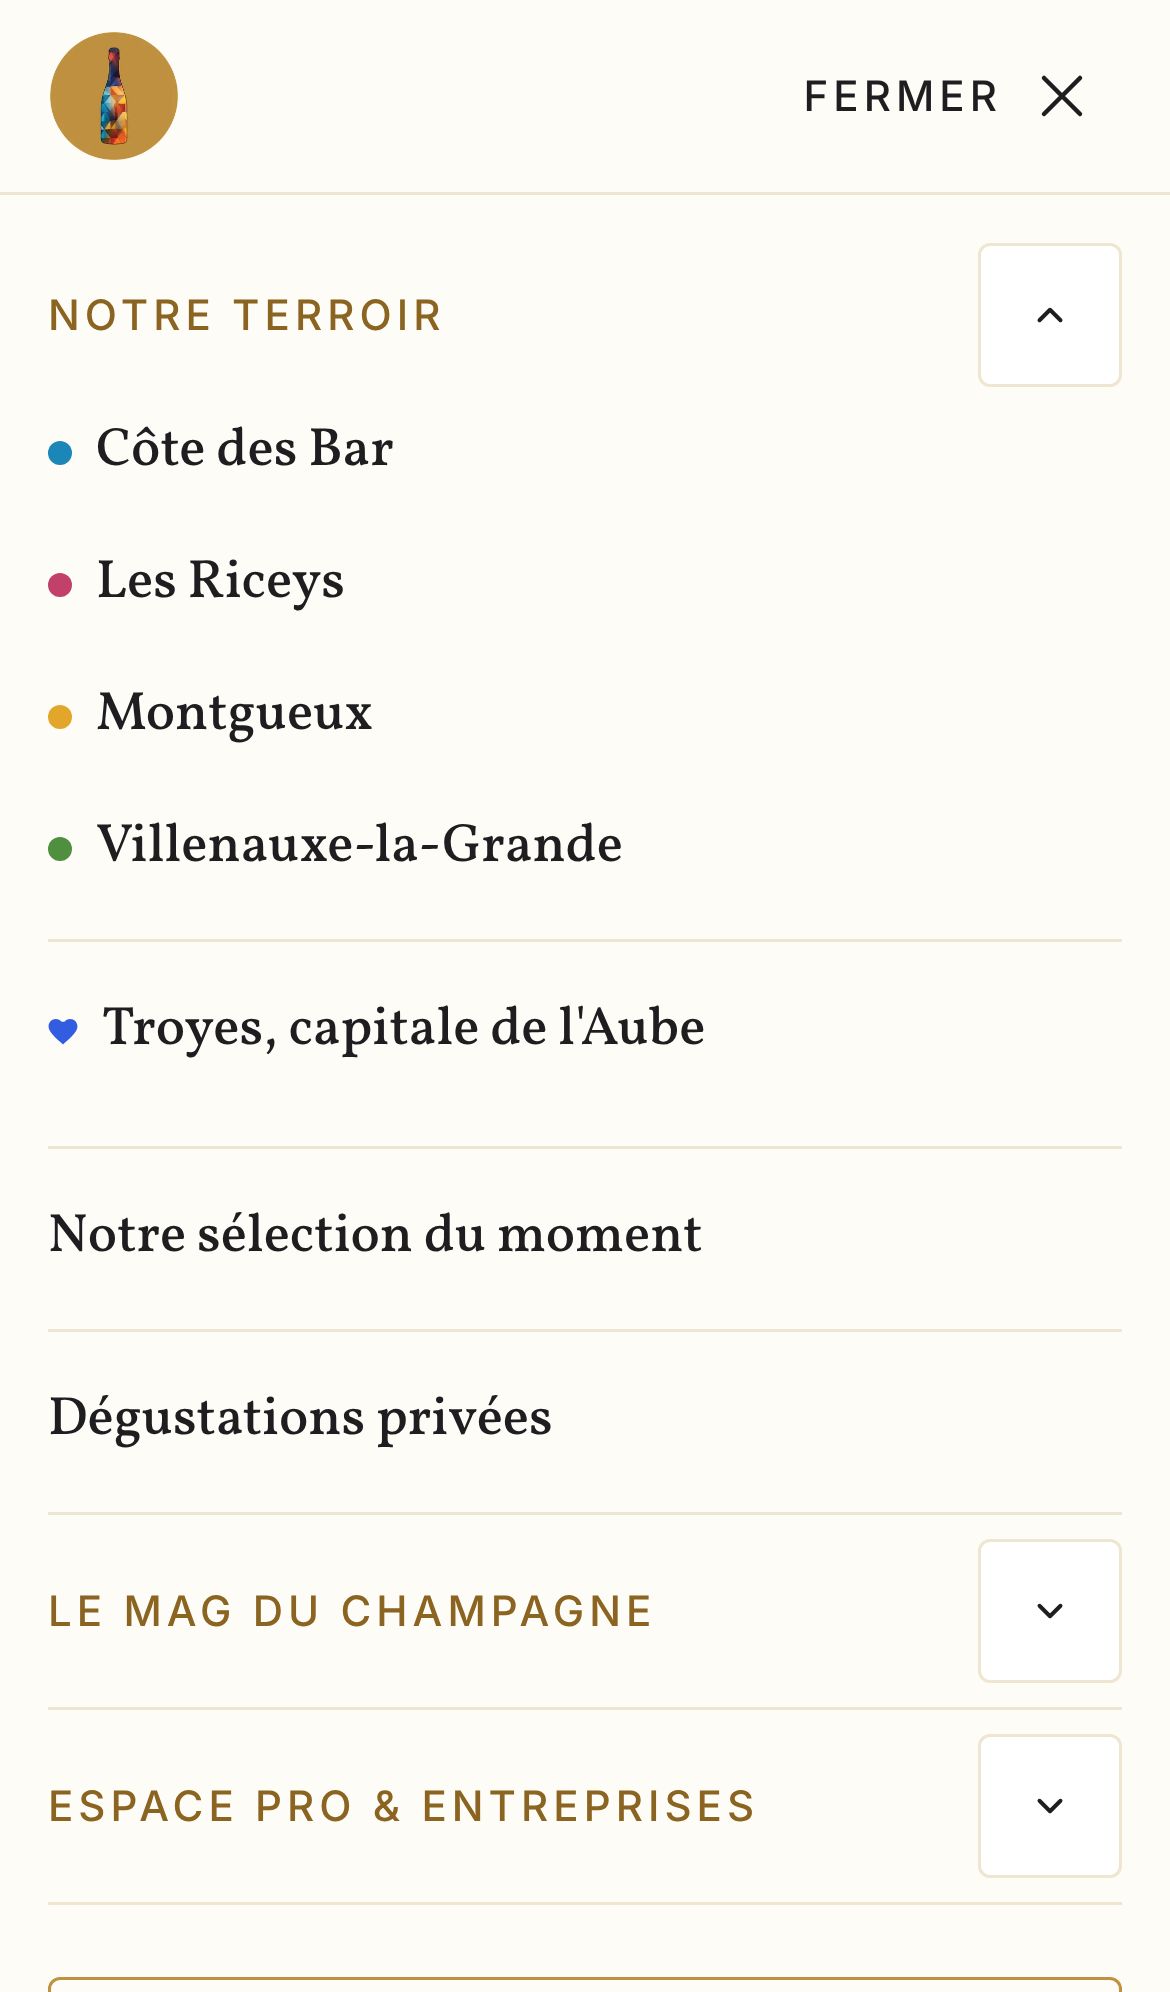 FERMER
NOTRE TERROIR
Côte des Bar
Les Riceys
Montgueux
Villenauxe-la-Grande
Troyes, capitale de l'Aube
Notre sélection du moment
Dégustations privées
LE MAG DU CHAMPAGNE
ESPACE PRO & ENTREPRISES